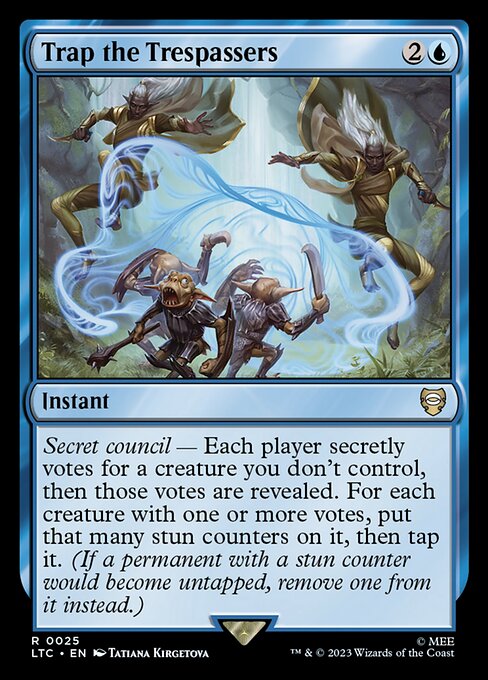 Trap the Trespassers 2
Instant
Secret council — Each player secretly
votes for a creature you don't control,
then those votes are revealed. For each
creature with one or more votes, put
that many stun counters on it, then tap
it. (If a permanent with a stun counter
would become untapped, remove one from
it instead.)
R 0025
LTC • EN Tatiana Kirgetova
© MEE
™ & © 2023 Wizards of the Coast